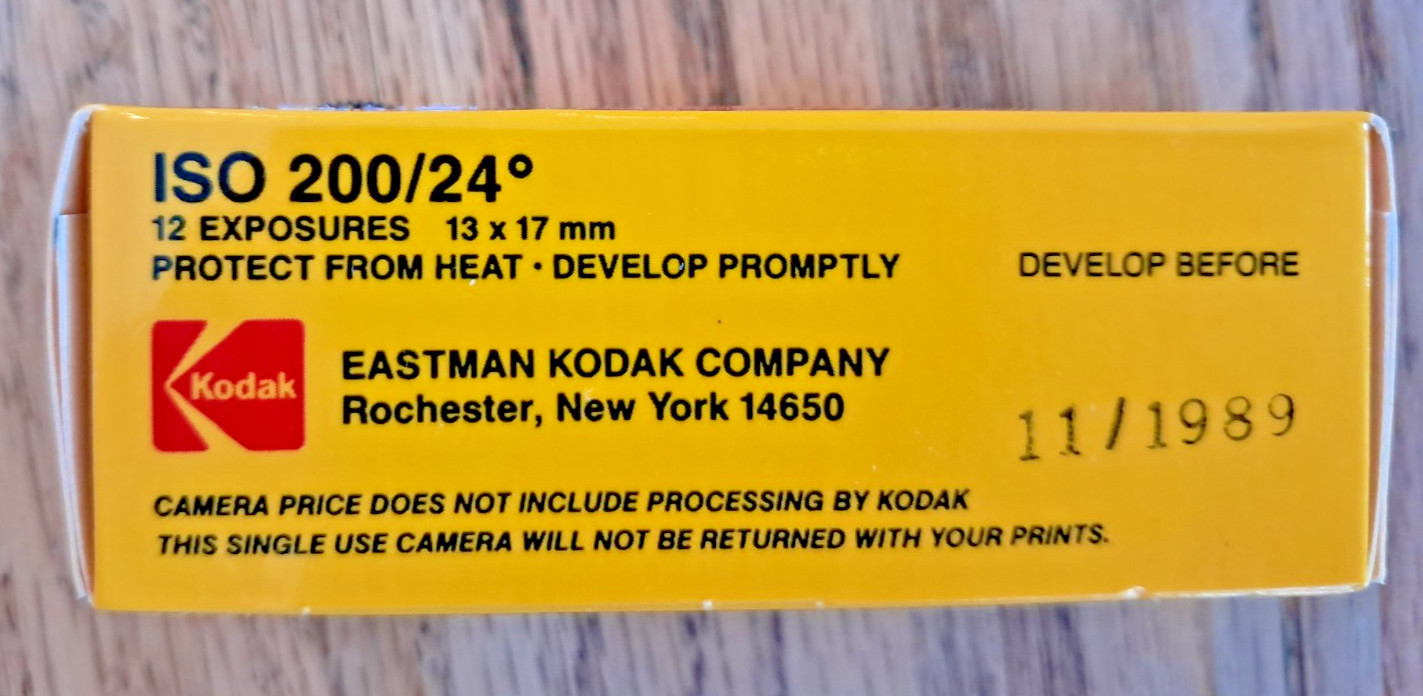 ISO 200/24°
12 EXPOSURES 13 x 17 mm
PROTECT FROM HEAT • DEVELOP PROMPTLY
DEVELOP BEFORE
11/1989
Kodak
EASTMAN KODAK COMPANY
Rochester, New York 14650
CAMERA PRICE DOES NOT INCLUDE PROCESSING BY KODAK
THIS SINGLE USE CAMERA WILL NOT BE RETURNED WITH YOUR PRINTS.